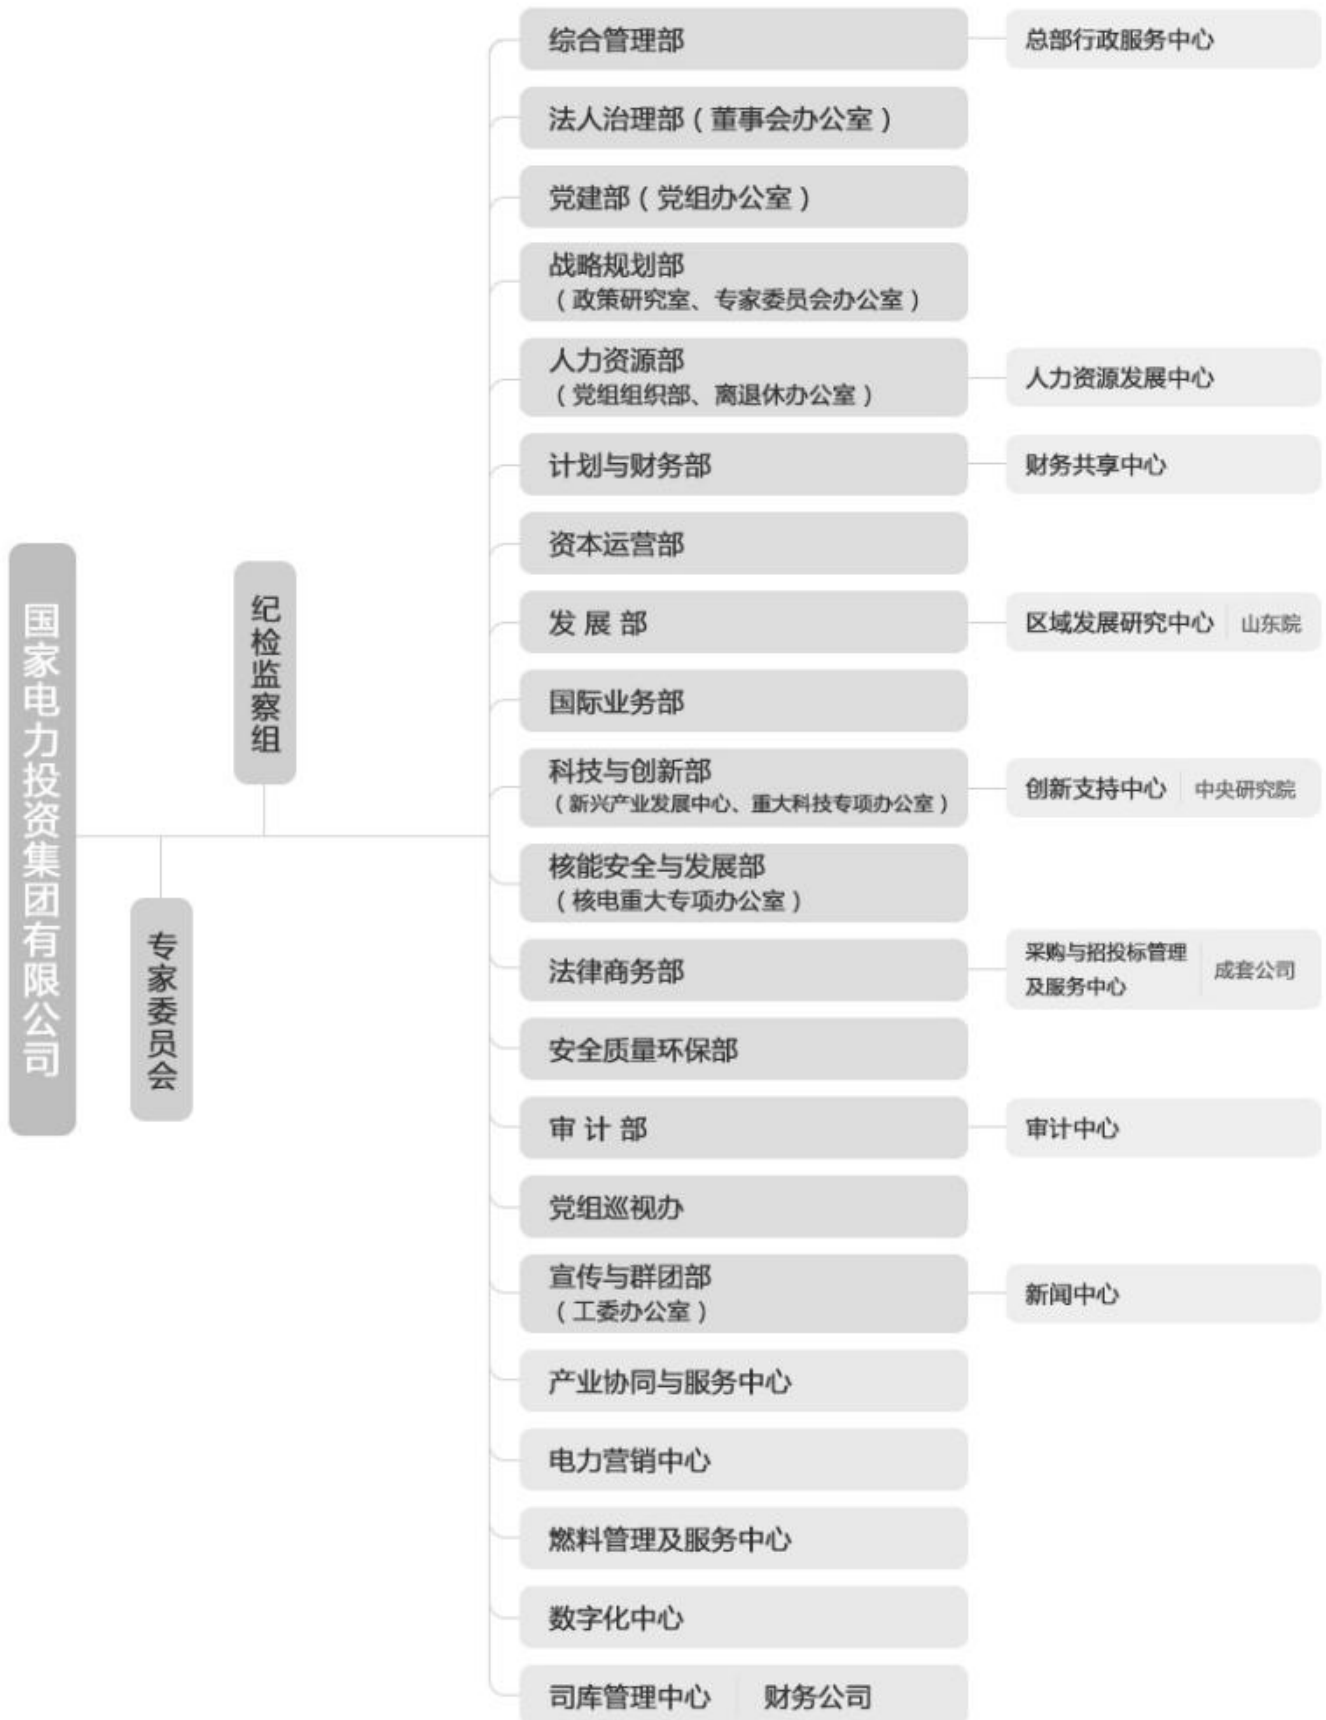 国家电力投资集团有限公司
纪检监察组
专家委员会
综合管理部
总部行政服务中心
法人治理部（董事会办公室）
党建部（党组办公室）
战略规划部
（政策研究室、专家委员会办公室）
人力资源部
（党组组织部、离退休办公室）
人力资源发展中心
计划与财务部
财务共享中心
资本运营部
发 展 部
区域发展研究中心 山东院
国际业务部
科技与创新部
（新兴产业发展中心、重大科技专项办公室）
创新支持中心 中央研究院
核能安全与发展部
（核电重大专项办公室）
法律商务部
采购与招投标管理
及服务中心
成套公司
安全质量环保部
审 计 部
审计中心
党组巡视办
宣传与群团部
（工委办公室）
新闻中心
产业协同与服务中心
电力营销中心
燃料管理及服务中心
数字化中心
司库管理中心 财务公司